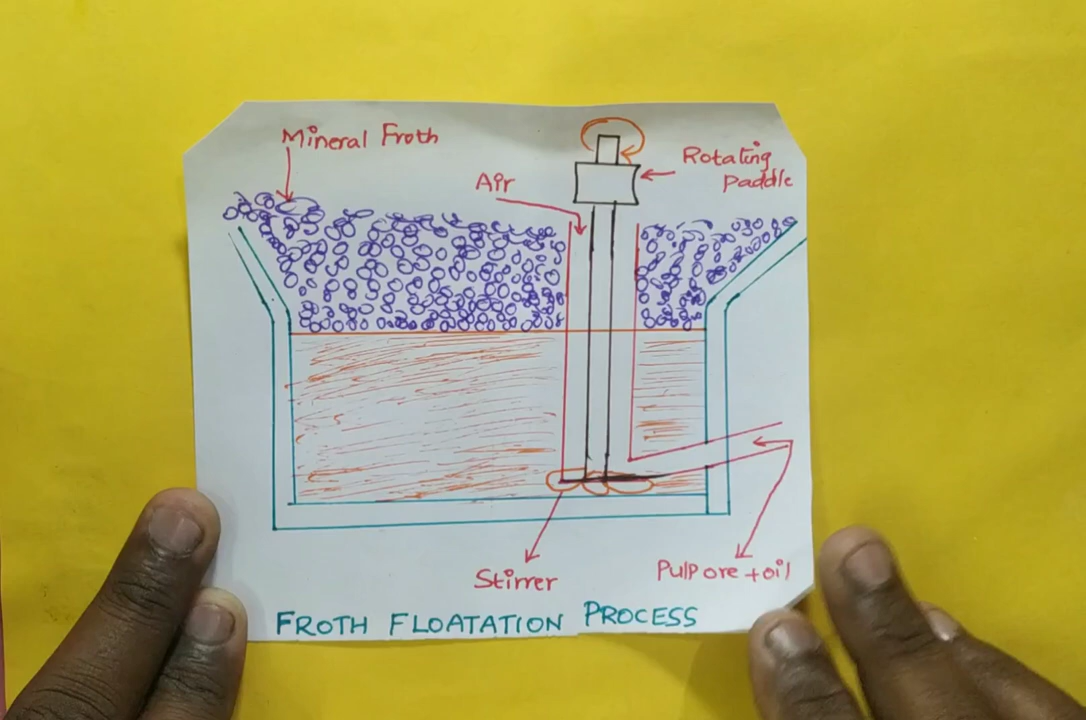 Mineral Froth
Air
Rotating
Paddle
Stirrer
Pulp ore + oil
FROTH FLOATATION PROCESS